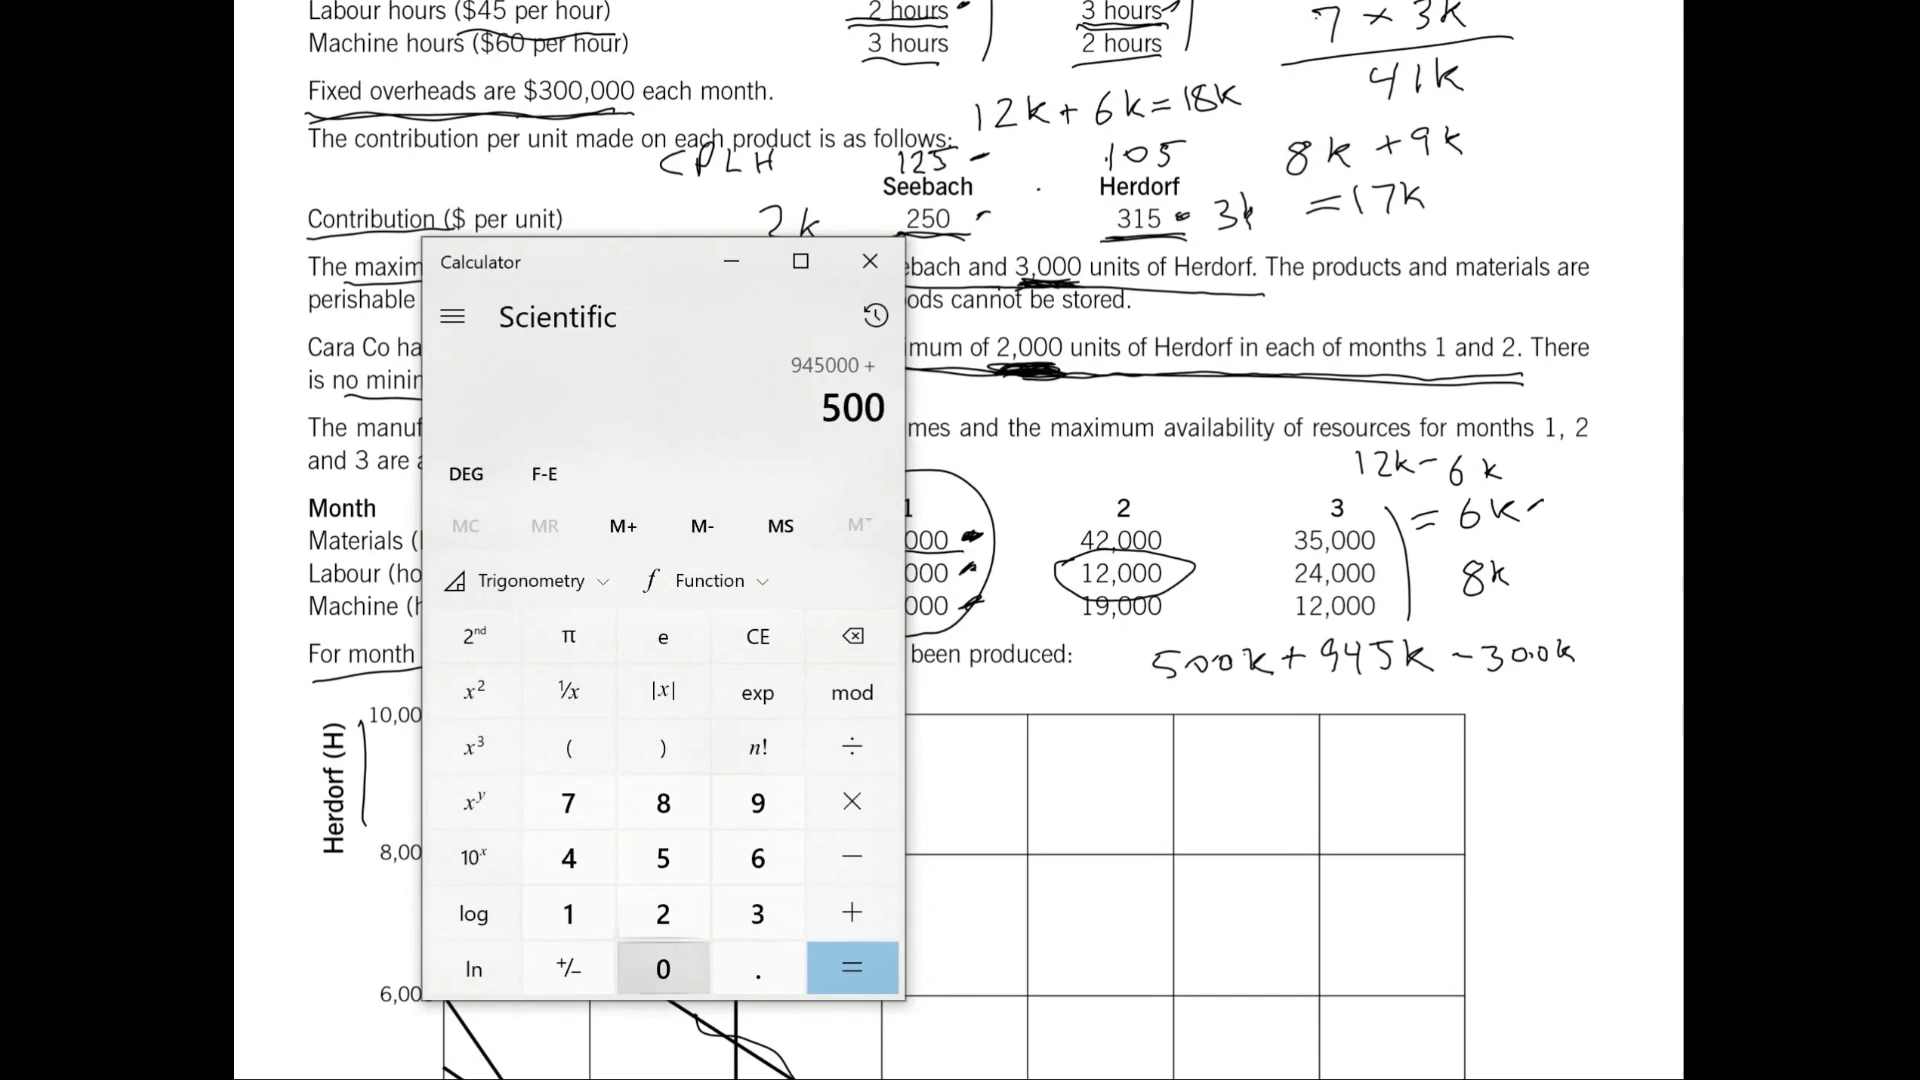 Labour hours ($45 per hour) 2 hours 3 hours 7 x 3k
Machine hours ($60 per hour) 3 hours 2 hours
41k
Fixed overheads are $300,000 each month.
12k + 6k = 18k
The contribution per unit made on each product is as follows:
CPLH 125 105 8k + 9k
Seebach Herdorf
= 17k
Contribution ($ per unit) 2k 250 315 3k
The maxim
ebach and 3,000 units of Herdorf. The products and materials are
perishable
ods cannot be stored.
Cara Co ha
imum of 2,000 units of Herdorf in each of months 1 and 2. There
is no minin
The manuf
mes and the maximum availability of resources for months 1, 2
and 3 are a
12k - 6k
Month 1 2 3 = 6k
Materials ( 000 42,000 35,000
Labour (ho 000 12,000 24,000 8k
Machine (h 000 19,000 12,000
For month
been produced: 500k + 945k - 300k
Herdorf (H)
10,00
8,00
6,00
Calculator
Scientific
945000 +
500
DEG F-E
MC MR M+ M- MS M˅
Trigonometry f Function
2nd π e CE
x² ¹/x |x| exp mod
x³ ( ) n! ÷
xʸ 7 8 9 ×
10ˣ 4 5 6 −
log 1 2 3 +
ln +/− 0 . =